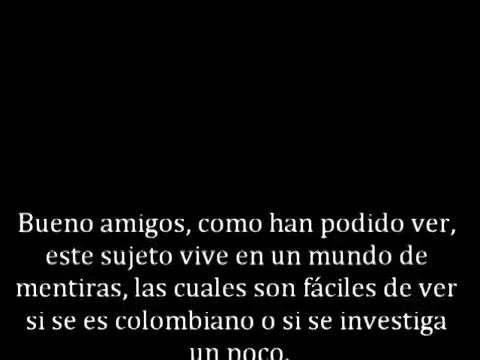 Bueno amigos, como han podido ver,
este sujeto vive en un mundo de
mentiras, las cuales son fáciles de ver
si se es colombiano o si se investiga
un poco.